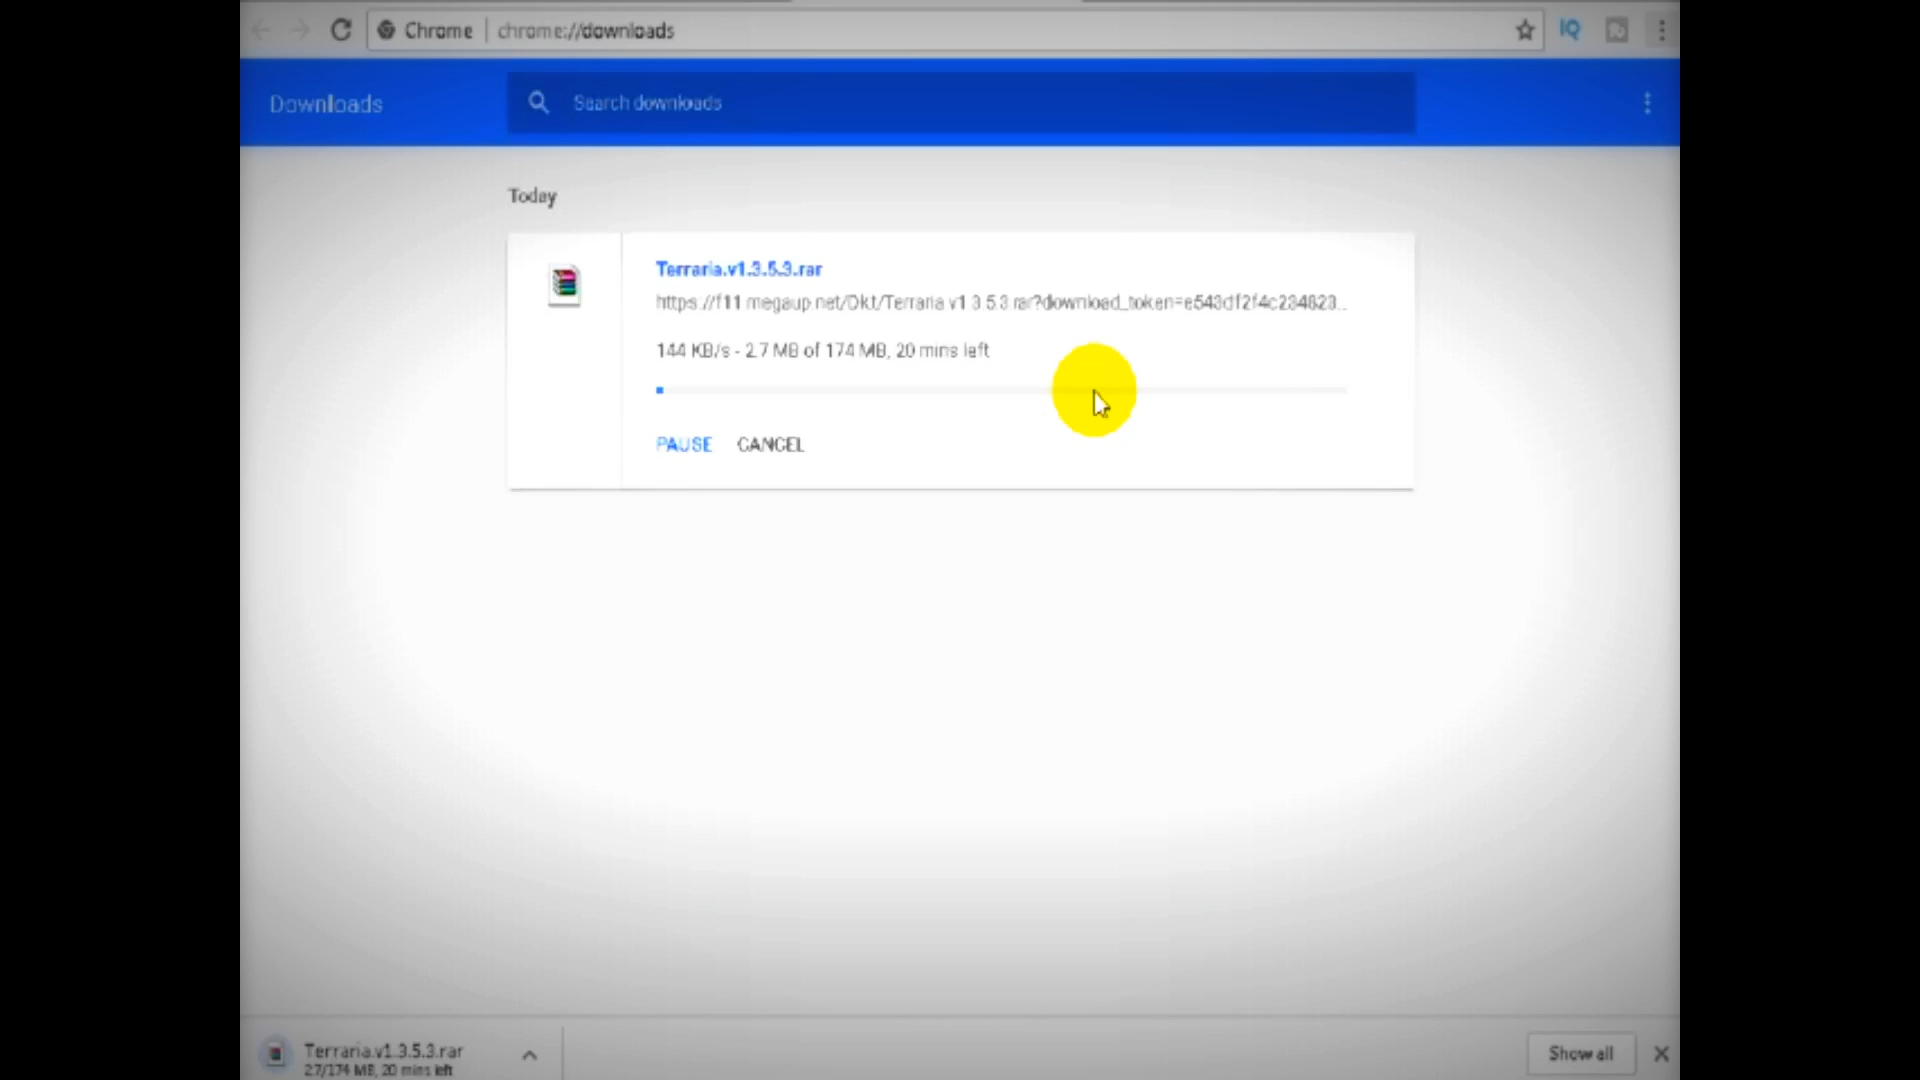 Chrome chrome://downloads
IQ
Downloads
Search downloads
Today
Terraria.v1.3.5.3.rar
https://f11.megaup.net/Dkt/Terraria.v1.3.5.3.rar?download_token=e543df2f4c234823...
144 KB/s - 2.7 MB of 174 MB, 20 mins left
PAUSE CANCEL
Terraria.v1.3.5.3.rar
2.7/174 MB, 20 mins left
Show all